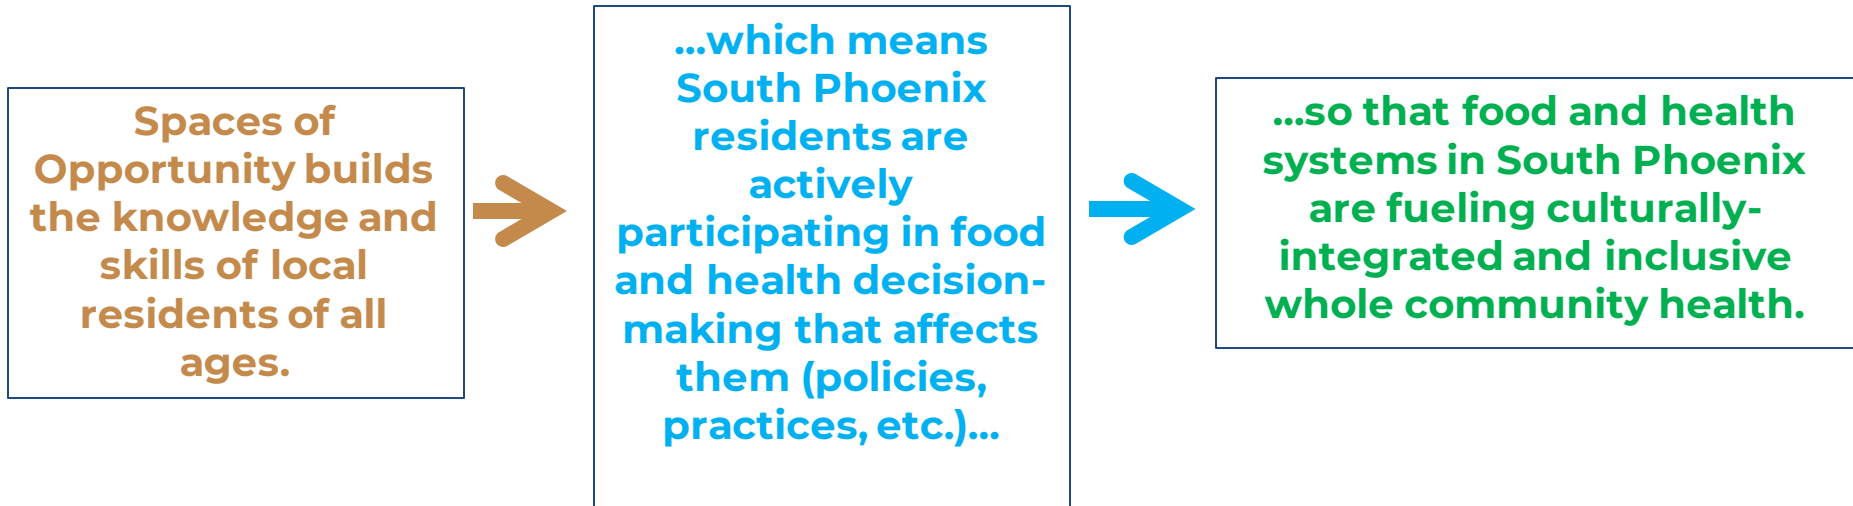 Spaces of
Opportunity builds
the knowledge and
skills of local
residents of all
ages.
...which means
South Phoenix
residents are
actively
participating in food
and health decision-
making that affects
them (policies,
practices, etc.)...
...so that food and health
systems in South Phoenix
are fueling culturally-
integrated and inclusive
whole community health.